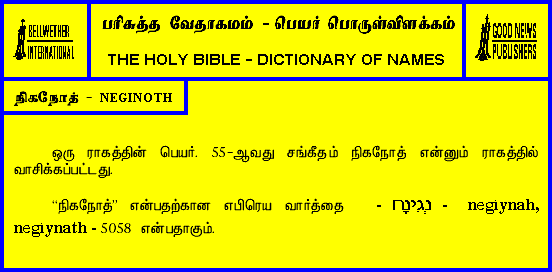 BELLWETHER
INTERNATIONAL
பரிசுத்த வேதாகமம் - பெயர் பொருள்விளக்கம்
THE HOLY BIBLE - DICTIONARY OF NAMES
GOOD NEWS
PUBLISHERS
நிகநோத் - NEGINOTH
ஒரு ராகத்தின் பெயர். 55-ஆவது சங்கீதம் நிகநோத் என்னும் ராகத்தில்
வாசிக்கப்பட்டது.
“நிகநோத்” என்பதற்கான எபிரெய வார்த்தை - נְגִינָה - negiynah,
negiynath - 5058 என்பதாகும்.